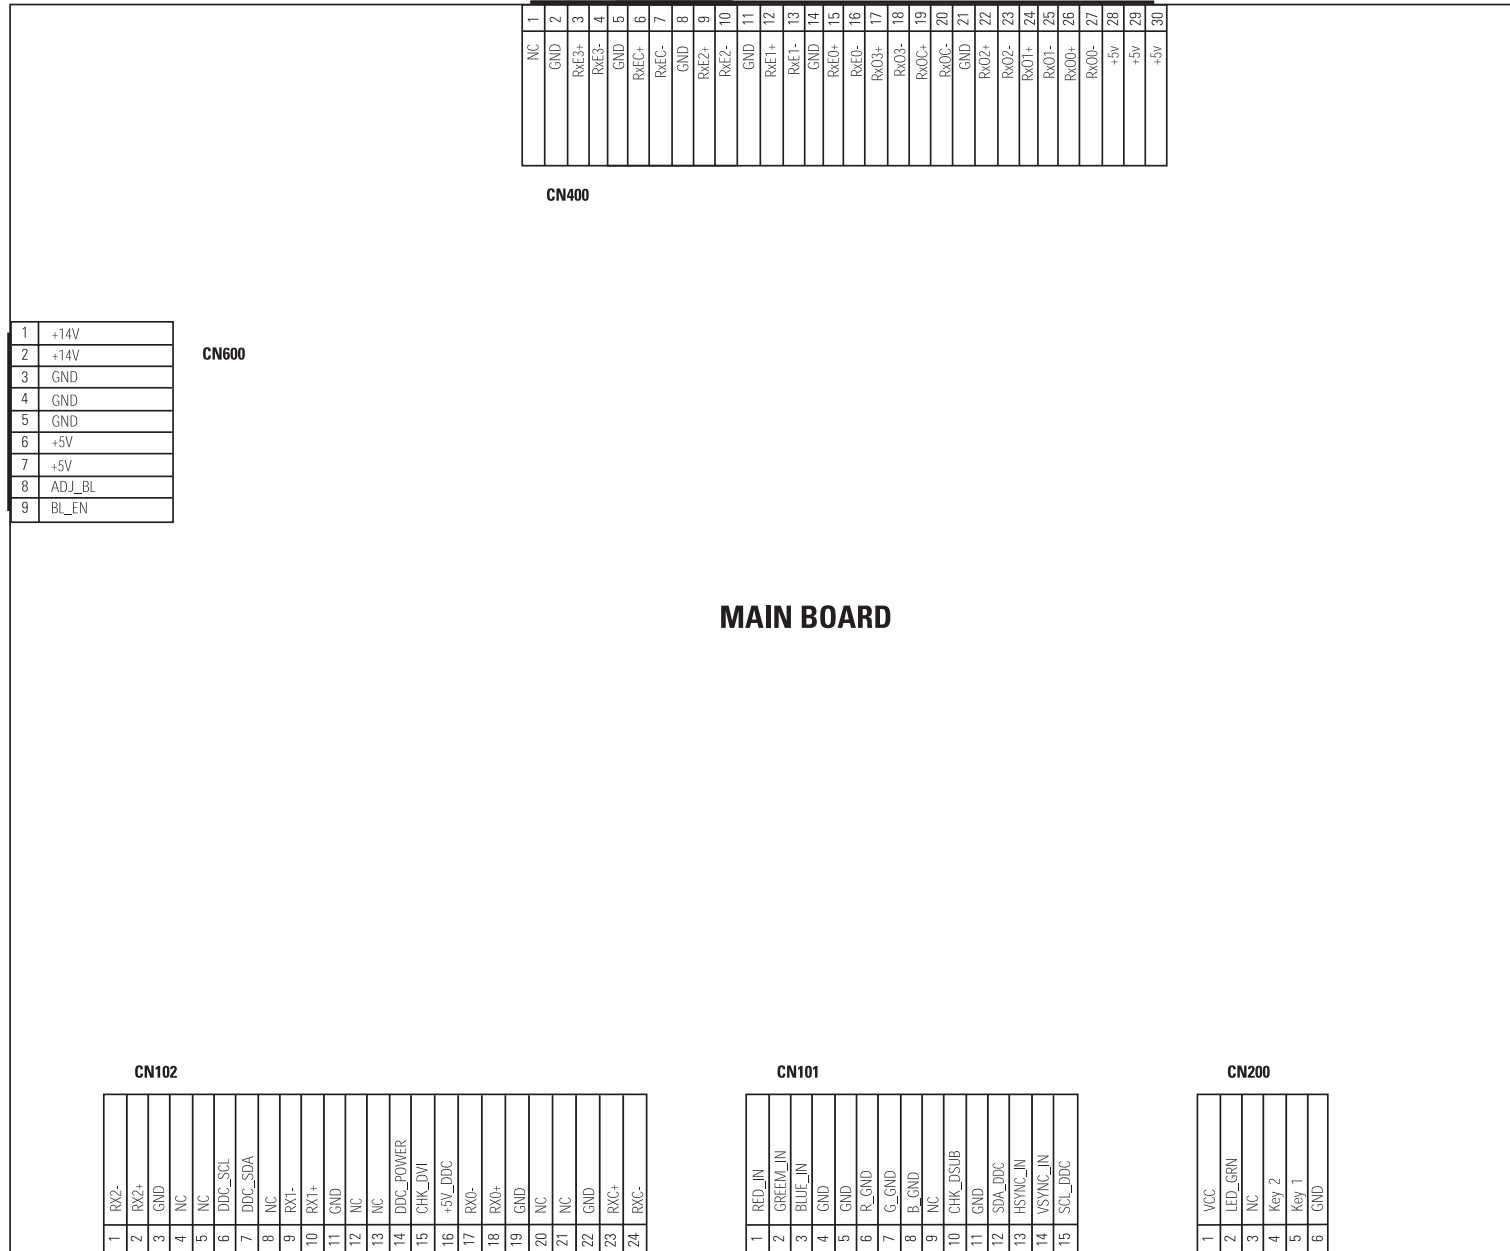 1 NC
2 GND
3 RxE3+
4 RxE3-
5 GND
6 RxEC+
7 RxEC-
8 GND
9 RxE2+
10 RxE2-
11 GND
12 RxE1+
13 RxE1-
14 GND
15 RxE0+
16 RxE0-
17 RxO3+
18 RxO3-
19 RxOC+
20 RxOC-
21 GND
22 RxO2+
23 RxO2-
24 RxO1+
25 RxO1-
26 RxO0+
27 RxO0-
28 +5v
29 +5v
30 +5v
CN400
1 +14V
2 +14V
3 GND
4 GND
5 GND
6 +5V
7 +5V
8 ADJ_BL
9 BL_EN
CN600
MAIN BOARD
CN102
1 RX2-
2 RX2+
3 GND
4 NC
5 NC
6 DDC_SCL
7 DDC_SDA
8 NC
9 RX1-
10 RX1+
11 GND
12 NC
13 NC
14 DDC_POWER
15 CHK_DVI
16 +5V_DDC
17 RX0-
18 RX0+
19 GND
20 NC
21 NC
22 GND
23 RXC+
24 RXC-
CN101
1 RED_IN
2 GREEM_IN
3 BLUE_IN
4 GND
5 GND
6 R_GND
7 G_GND
8 B_GND
9 NC
10 CHK_DSUB
11 GND
12 SDA_DDC
13 HSYNC_IN
14 VSYNC_IN
15 SCL_DDC
CN200
1 VCC
2 LED_GRN
3 NC
4 Key 2
5 Key 1
6 GND